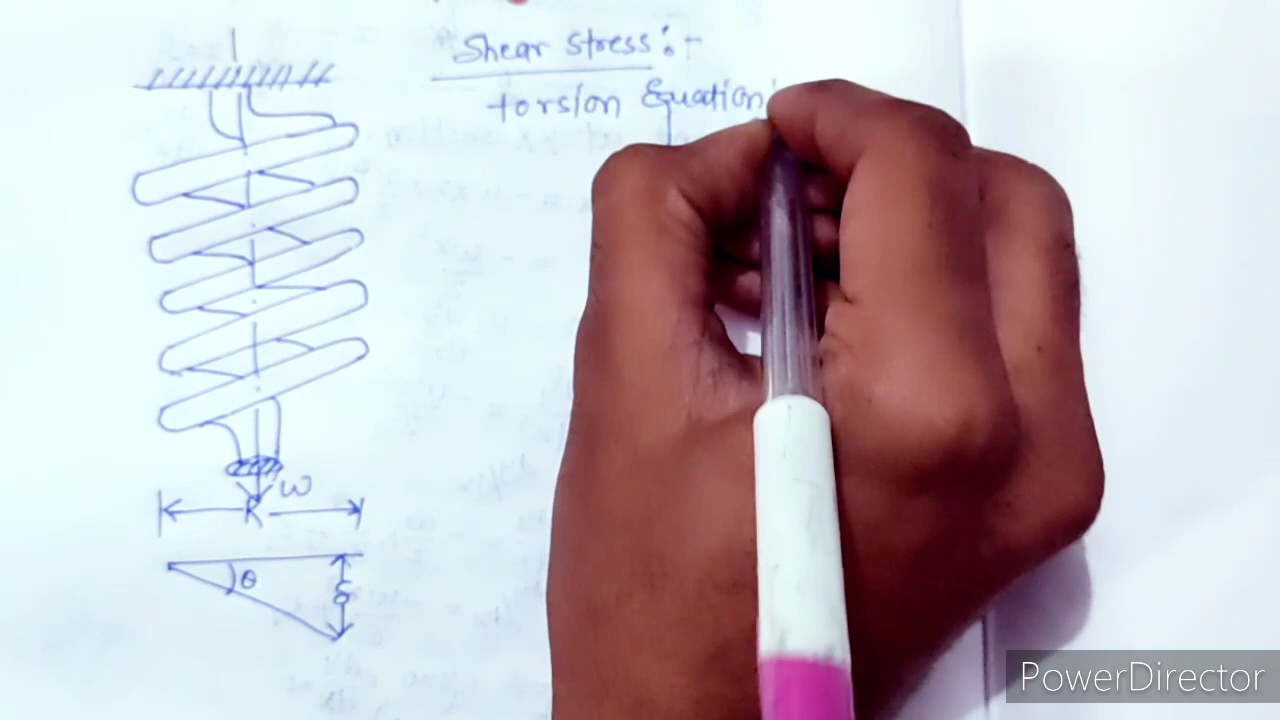 Shear stress :-
torsion Equation
W
R
θ
δ
PowerDirector